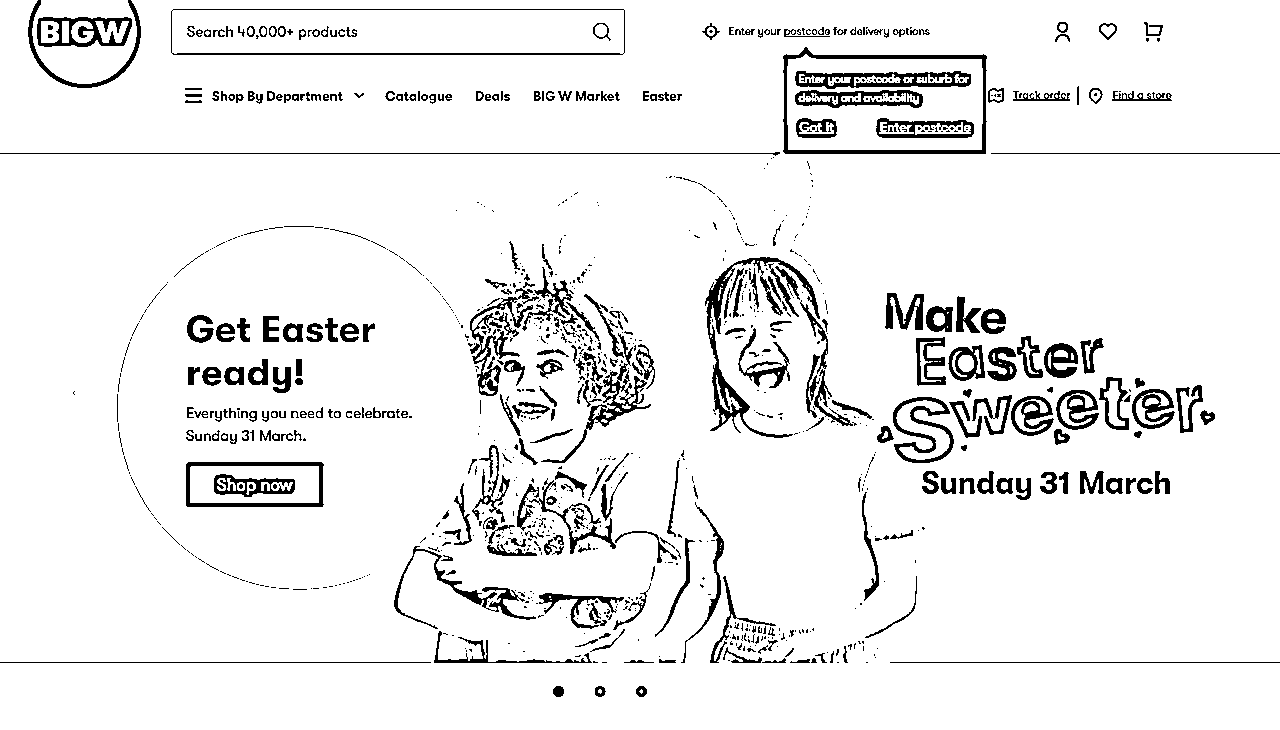 BIG W
Search 40,000+ products
Enter your postcode for delivery options
Enter your postcode or suburb for
delivery and availability
Got it Enter postcode
Shop By Department Catalogue Deals BIG W Market Easter
Track order Find a store
Get Easter
ready!
Everything you need to celebrate.
Sunday 31 March.
Shop now
Make
Easter
Sweeter
Sunday 31 March